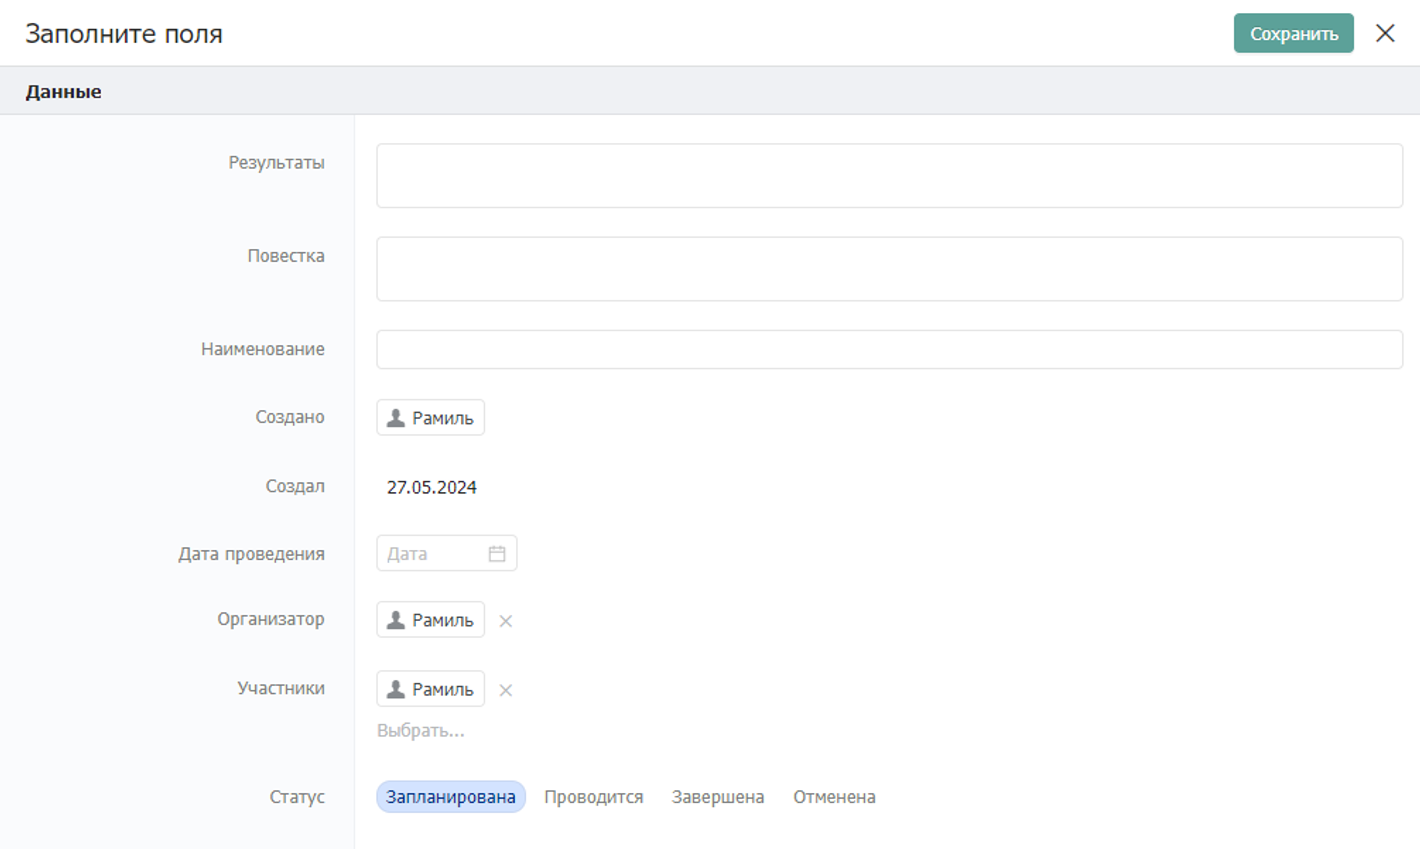 Заполните поля
Сохранить
Данные
Результаты
Повестка
Наименование
Создано
Рамиль
Создал
27.05.2024
Дата проведения
Дата
Организатор
Рамиль
Участники
Рамиль
Выбрать...
Статус
Запланирована Проводится Завершена Отменена